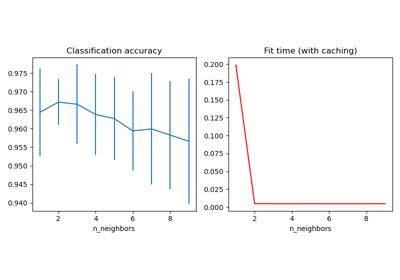 Classification accuracy
0.975
0.970
0.965
0.960
0.955
0.950
0.945
0.940
2 4 6 8
n_neighbors
Fit time (with caching)
0.200
0.175
0.150
0.125
0.100
0.075
0.050
0.025
0.000
2 4 6 8
n_neighbors